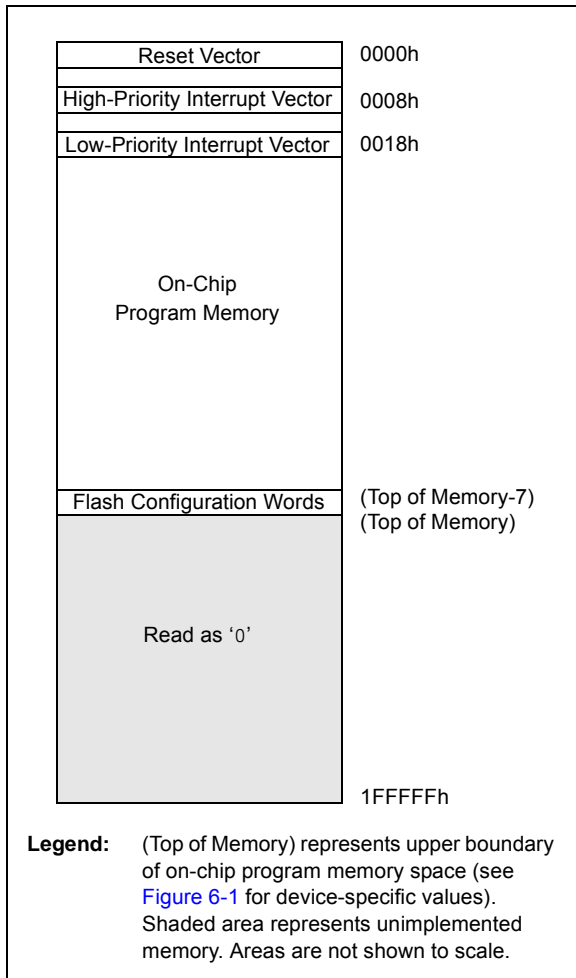 Reset Vector 0000h
High-Priority Interrupt Vector 0008h
Low-Priority Interrupt Vector 0018h
On-Chip
Program Memory
Flash Configuration Words (Top of Memory-7)
(Top of Memory)
Read as ‘0’
1FFFFFh
Legend: (Top of Memory) represents upper boundary
of on-chip program memory space (see
Figure 6-1 for device-specific values).
Shaded area represents unimplemented
memory. Areas are not shown to scale.